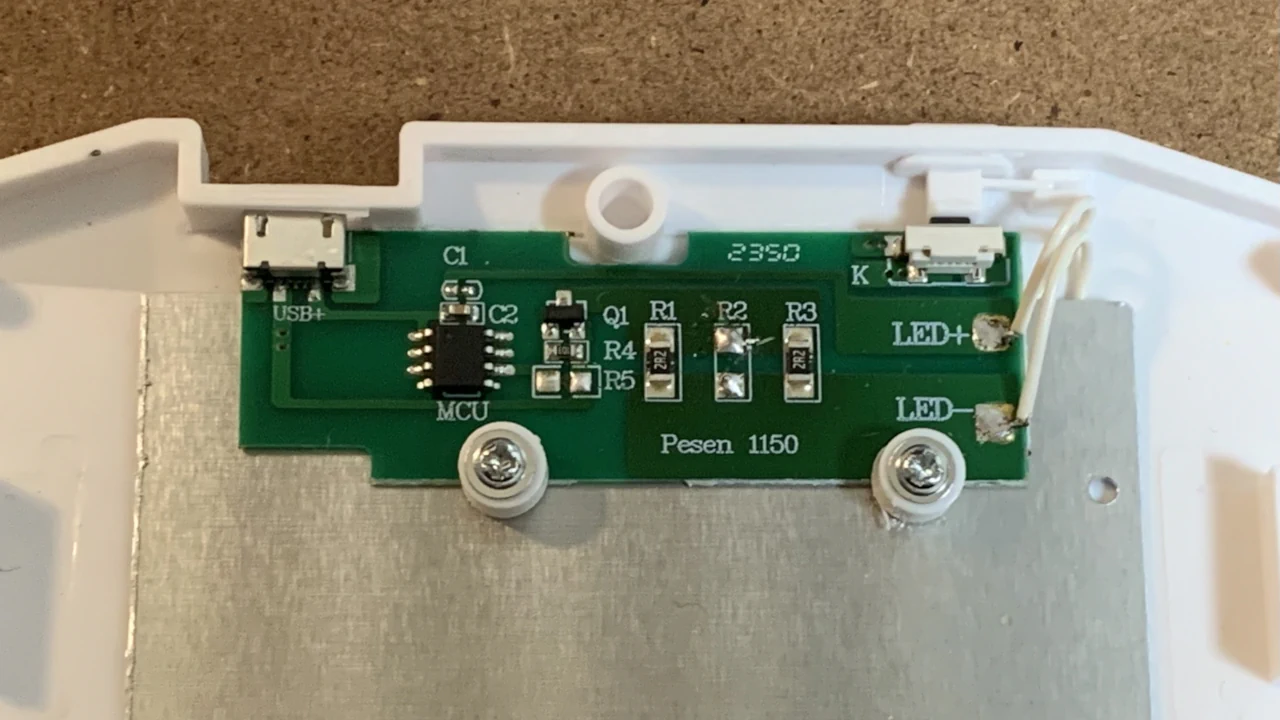 2350
C1
K
USB+
C2
Q1
R1
R2
R3
LED+
R4
2R2
2R2
R5
MCU
LED-
Pesen 1150